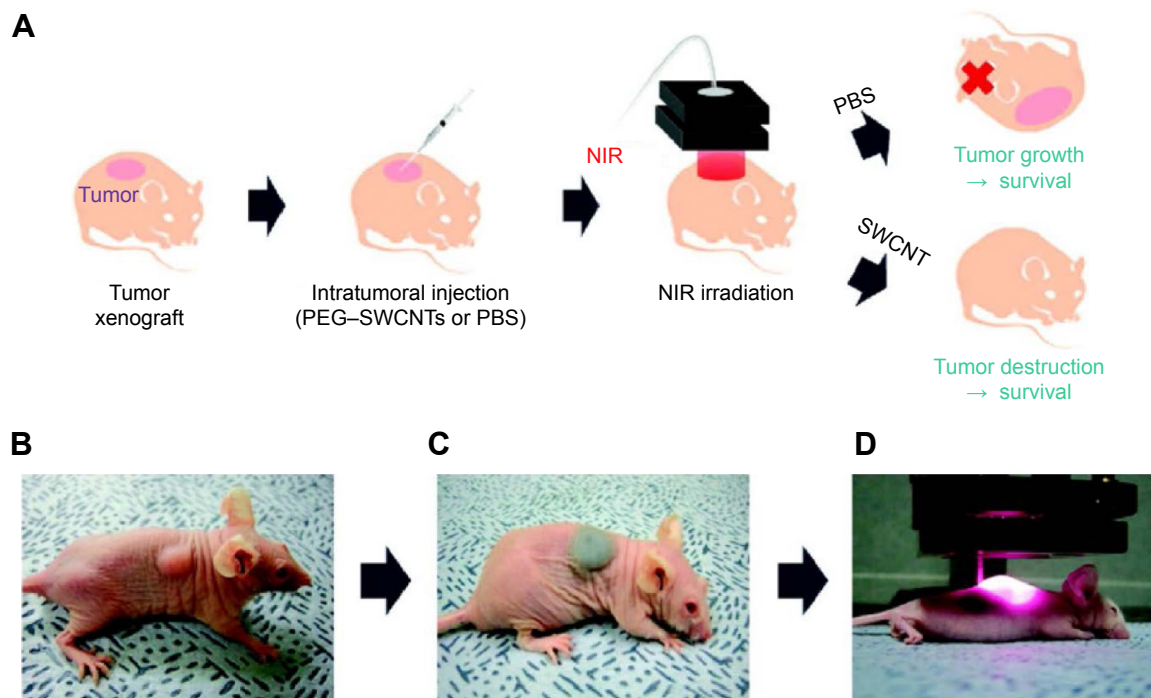 A
Tumor
Tumor
xenograft
Intratumoral injection
(PEG–SWCNTs or PBS)
NIR
NIR irradiation
PBS
Tumor growth
→ survival
SWCNT
Tumor destruction
→ survival
B
C
D